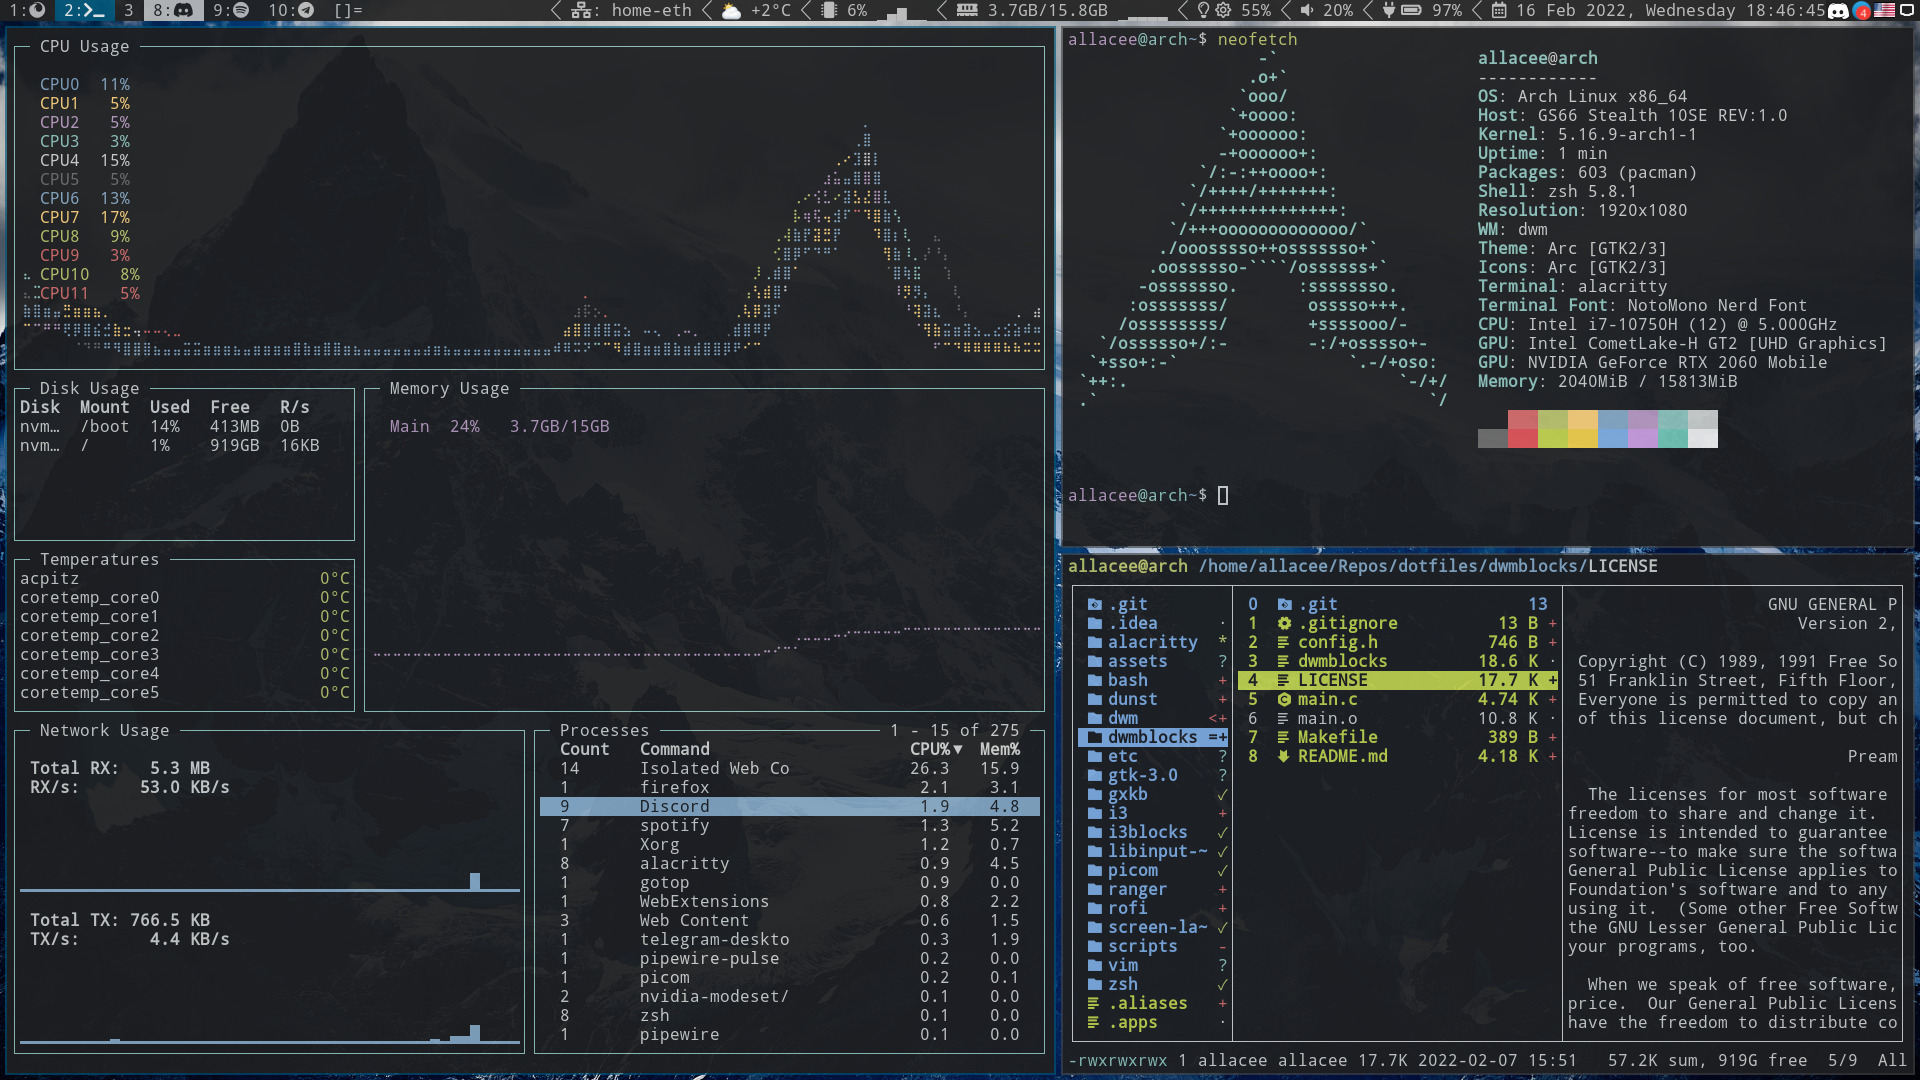 1: 2: 3 8: 9: 10: []= : home-eth +2°C 6% 3.7GB/15.8GB 55% 20% 97% 16 Feb 2022, Wednesday 18:46:45 4
CPU Usage
CPU0 11%
CPU1 5%
CPU2 5%
CPU3 3%
CPU4 15%
CPU5 5%
CPU6 13%
CPU7 17%
CPU8 9%
CPU9 3%
CPU10 8%
CPU11 5%
Disk Usage
Disk Mount Used Free R/s
nvm… /boot 14% 413MB 0B
nvm… / 1% 919GB 16KB
Memory Usage
Main 24% 3.7GB/15GB
Temperatures
acpitz 0°C
coretemp_core0 0°C
coretemp_core1 0°C
coretemp_core2 0°C
coretemp_core3 0°C
coretemp_core4 0°C
coretemp_core5 0°C
Network Usage
Total RX: 5.3 MB
RX/s: 53.0 KB/s
Total TX: 766.5 KB
TX/s: 4.4 KB/s
Processes 1 - 15 of 275
Count Command CPU%▼ Mem%
14 Isolated Web Co 26.3 15.9
1 firefox 2.1 3.1
9 Discord 1.9 4.8
7 spotify 1.3 5.2
1 Xorg 1.2 0.7
8 alacritty 0.9 4.5
1 gotop 0.9 0.0
1 WebExtensions 0.8 2.2
3 Web Content 0.6 1.5
1 telegram-deskto 0.3 1.9
1 pipewire-pulse 0.2 0.0
1 picom 0.2 0.1
2 nvidia-modeset/ 0.1 0.0
8 zsh 0.1 0.0
1 pipewire 0.1 0.0
allacee@arch~$ neofetch
-`
.o+`
`ooo/
`+oooo:
`+oooooo:
-+oooooo+:
`/:-:++oooo+:
`/++++/+++++++:
`/++++++++++++++:
`/+++ooooooooooooo/`
./ooosssso++osssssso+`
.oossssso-````/ossssss+`
-osssssso. :ssssssso.
:osssssss/ osssso+++.
/ossssssss/ +ssssooo/-
`/ossssso+/:- -:/+osssso+-
`+sso+:-` `.-/+oso:
`++:. `-/+/
.` `/
allacee@arch
------------
OS: Arch Linux x86_64
Host: GS66 Stealth 10SE REV:1.0
Kernel: 5.16.9-arch1-1
Uptime: 1 min
Packages: 603 (pacman)
Shell: zsh 5.8.1
Resolution: 1920x1080
WM: dwm
Theme: Arc [GTK2/3]
Icons: Arc [GTK2/3]
Terminal: alacritty
Terminal Font: NotoMono Nerd Font
CPU: Intel i7-10750H (12) @ 5.000GHz
GPU: Intel CometLake-H GT2 [UHD Graphics]
GPU: NVIDIA GeForce RTX 2060 Mobile
Memory: 2040MiB / 15813MiB
allacee@arch~$
allacee@arch /home/allacee/Repos/dotfiles/dwmblocks/LICENSE
.git
.idea ·
alacritty *
assets ?
bash +
dunst +
dwm <+
dwmblocks =+
etc ?
gtk-3.0 ?
gxkb ✓
i3 +
i3blocks ✓
libinput-~ ✓
picom ✓
ranger +
rofi +
screen-la~ ✓
scripts -
vim ?
zsh ✓
.aliases +
.apps ·
0 .git 13
1 .gitignore 13 B +
2 config.h 746 B +
3 dwmblocks 18.6 K ·
4 LICENSE 17.7 K +
5 main.c 4.74 K +
6 main.o 10.8 K ·
7 Makefile 389 B +
8 README.md 4.18 K +
GNU GENERAL P
Version 2,
Copyright (C) 1989, 1991 Free So
51 Franklin Street, Fifth Floor,
Everyone is permitted to copy an
of this license document, but ch
Pream
The licenses for most software
freedom to share and change it.
License is intended to guarantee
software--to make sure the softwa
General Public License applies to
Foundation's software and to any
using it. (Some other Free Softw
the GNU Lesser General Public Lic
your programs, too.
When we speak of free software,
price. Our General Public Licens
have the freedom to distribute co
-rwxrwxrwx 1 allacee allacee 17.7K 2022-02-07 15:51 57.2K sum, 919G free 5/9 All